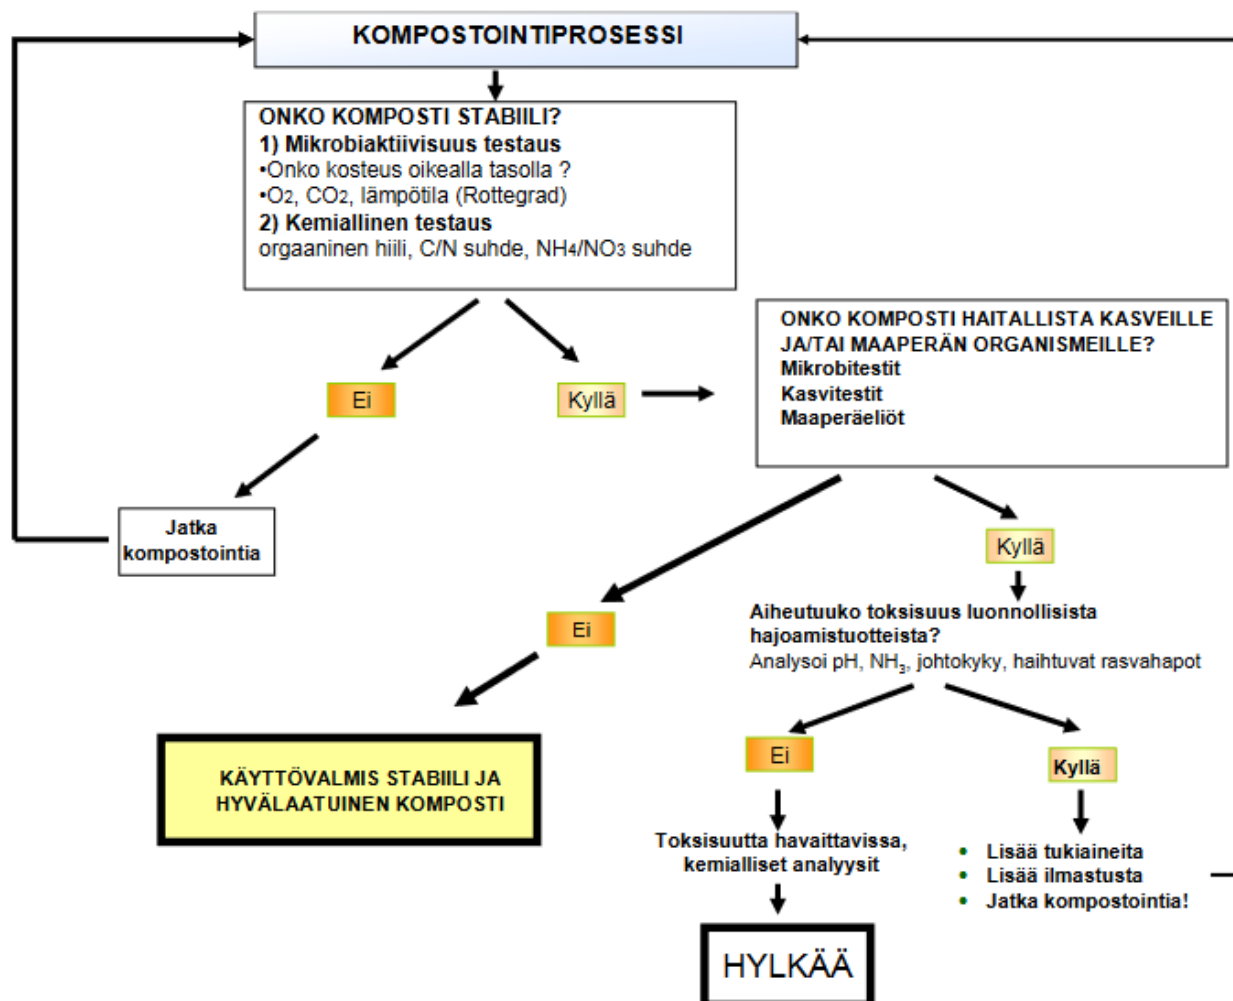 KOMPOSTOINTIPROSESSI
ONKO KOMPOSTI STABIILI?
1) Mikrobiaktiivisuus testaus
•Onko kosteus oikealla tasolla ?
•O2, CO2, lämpötila (Rottegrad)
2) Kemiallinen testaus
orgaaninen hiili, C/N suhde, NH4/NO3 suhde
Ei
Kyllä
Jatka
kompostointia
ONKO KOMPOSTI HAITALLISTA KASVEILLE
JA/TAI MAAPERÄN ORGANISMEILLE?
Mikrobitestit
Kasvitestit
Maaperäeliöt
Ei
Kyllä
KÄYTTÖVALMIS STABIILI JA
HYVÄLAATUINEN KOMPOSTI
Aiheutuuko toksisuus luonnollisista
hajoamistuotteista?
Analysoi pH, NH3, johtokyky, haihtuvat rasvahapot
Ei
Kyllä
Toksisuutta havaittavissa,
kemialliset analyysit
HYLKÄÄ
• Lisää tukiaineita
• Lisää ilmastusta
• Jatka kompostointia!